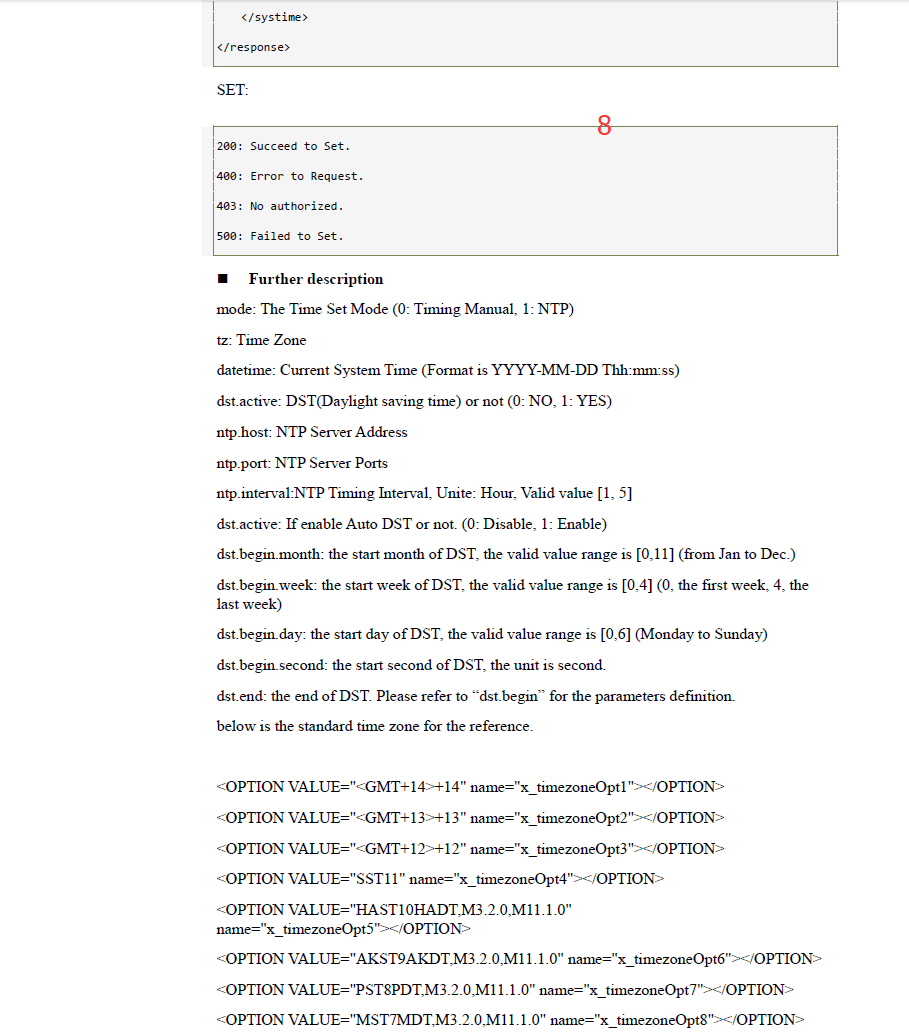 </systime>
</response>
SET:
8
200: Succeed to Set.
400: Error to Request.
403: No authorized.
500: Failed to Set.
■ Further description
mode: The Time Set Mode (0: Timing Manual, 1: NTP)
tz: Time Zone
datetime: Current System Time (Format is YYYY-MM-DD Thh:mm:ss)
dst.active: DST(Daylight saving time) or not (0: NO, 1: YES)
ntp.host: NTP Server Address
ntp.port: NTP Server Ports
ntp.interval:NTP Timing Interval, Unite: Hour, Valid value [1, 5]
dst.active: If enable Auto DST or not. (0: Disable, 1: Enable)
dst.begin.month: the start month of DST, the valid value range is [0,11] (from Jan to Dec.)
dst.begin.week: the start week of DST, the valid value range is [0,4] (0, the first week, 4, the
last week)
dst.begin.day: the start day of DST, the valid value range is [0,6] (Monday to Sunday)
dst.begin.second: the start second of DST, the unit is second.
dst.end: the end of DST. Please refer to “dst.begin” for the parameters definition.
below is the standard time zone for the reference.
<OPTION VALUE="<GMT+14>+14" name="x_timezoneOpt1"></OPTION>
<OPTION VALUE="<GMT+13>+13" name="x_timezoneOpt2"></OPTION>
<OPTION VALUE="<GMT+12>+12" name="x_timezoneOpt3"></OPTION>
<OPTION VALUE="SST11" name="x_timezoneOpt4"></OPTION>
<OPTION VALUE="HAST10HADT,M3.2.0,M11.1.0"
name="x_timezoneOpt5"></OPTION>
<OPTION VALUE="AKST9AKDT,M3.2.0,M11.1.0" name="x_timezoneOpt6"></OPTION>
<OPTION VALUE="PST8PDT,M3.2.0,M11.1.0" name="x_timezoneOpt7"></OPTION>
<OPTION VALUE="MST7MDT,M3.2.0,M11.1.0" name="x_timezoneOpt8"></OPTION>